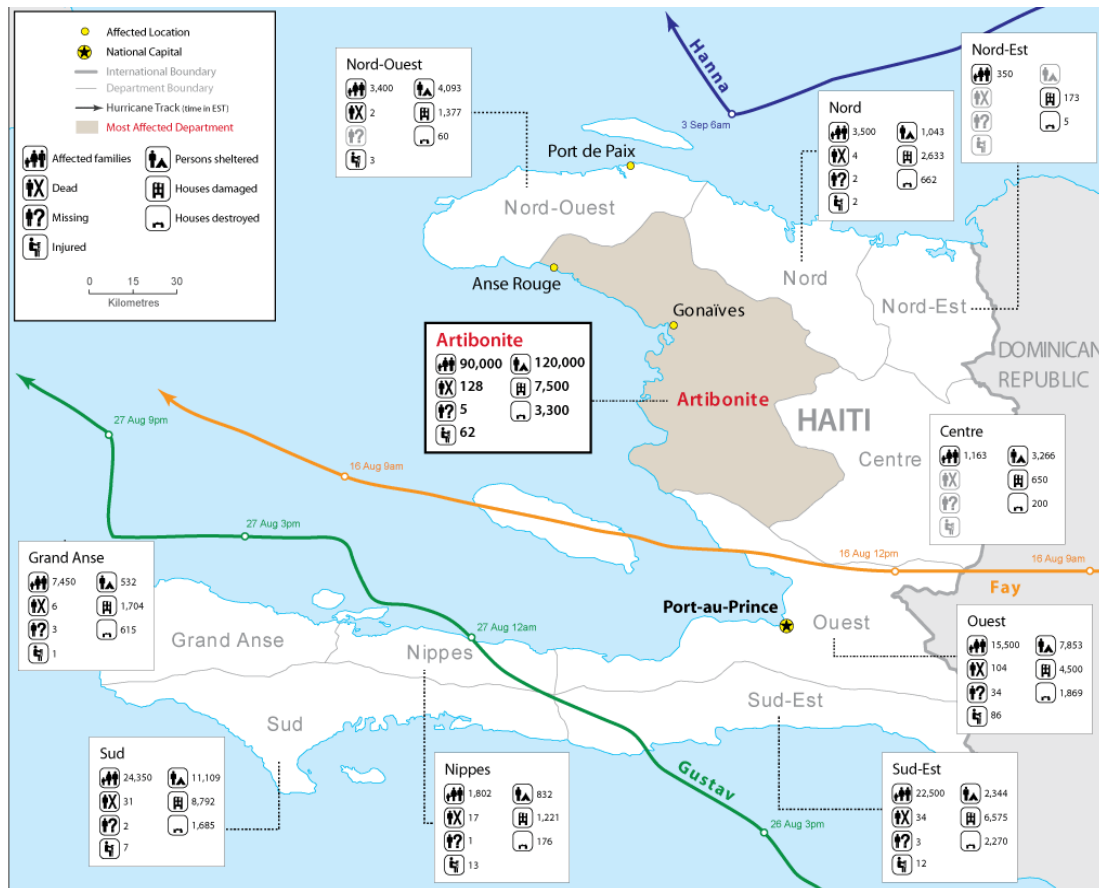 Affected Location
National Capital
International Boundary
Department Boundary
Hurricane Track (time in EST)
Most Affected Department
Affected families
Persons sheltered
Dead
Houses damaged
Missing
Houses destroyed
Injured
0 15 30
Kilometres
Nord-Ouest
3,400 4,093
2 1,377
60
3
Hanna
3 Sep 6am
Nord
3,500 1,043
4 2,633
2 662
2
Nord-Est
350
173
5
Port de Paix
Nord-Ouest
Anse Rouge
Nord
Nord-Est
Gonaïves
DOMINICAN
REPUBLIC
Artibonite
90,000 120,000
128 7,500
5 3,300
62
Artibonite
HAITI
Centre
Centre
1,163 3,266
650
200
27 Aug 9pm
16 Aug 9am
27 Aug 3pm
16 Aug 12pm
16 Aug 9am
Fay
Grand Anse
7,450 532
6 1,704
3 615
1
27 Aug 12am
Port-au-Prince
Ouest
Ouest
15,500 7,853
104 4,500
34 1,869
86
Grand Anse
Nippes
Sud
Sud-Est
Gustav
26 Aug 3pm
Sud
24,350 11,109
31 8,792
2 1,685
7
Nippes
1,802 832
17 1,221
1 176
13
Sud-Est
22,500 2,344
34 6,575
3 2,270
12